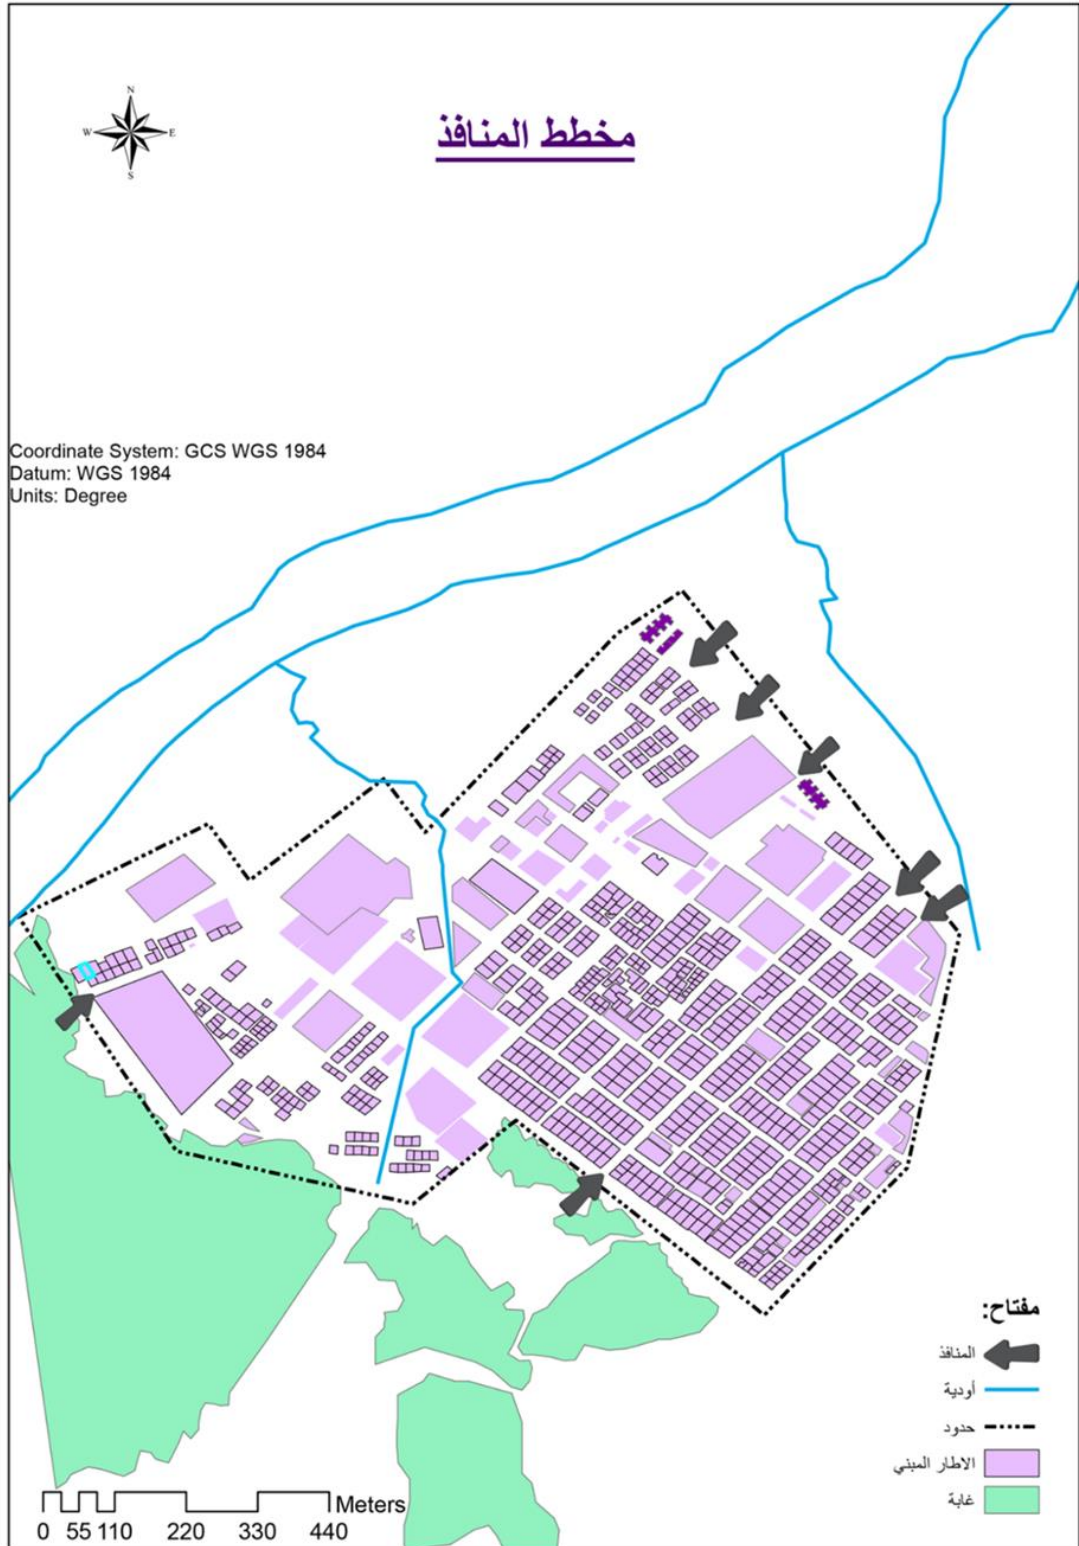 N
W E
S
مخطط المنافذ
Coordinate System: GCS WGS 1984
Datum: WGS 1984
Units: Degree
مفتاح:
المنافذ
أودية
حدود
الاطار المبني
غابة
Meters
0 55 110 220 330 440